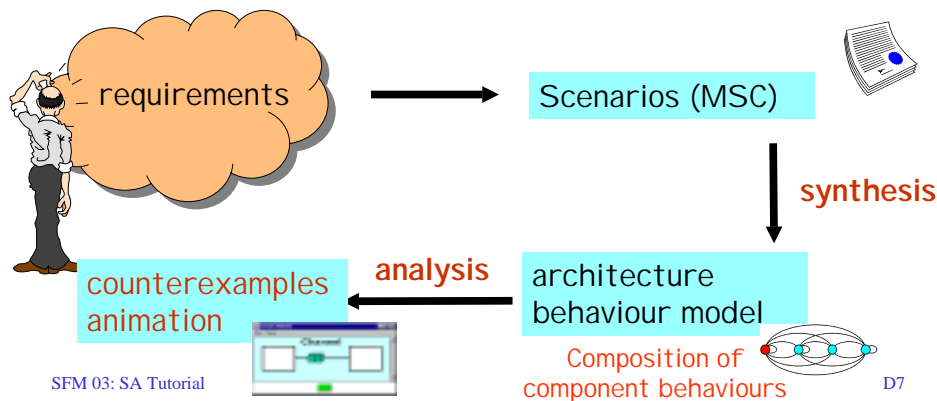 requirements
Scenarios (MSC)
synthesis
analysis
counterexamples
animation
architecture
behaviour model
Channel
Composition of
component behaviours
SFM 03: SA Tutorial
D7